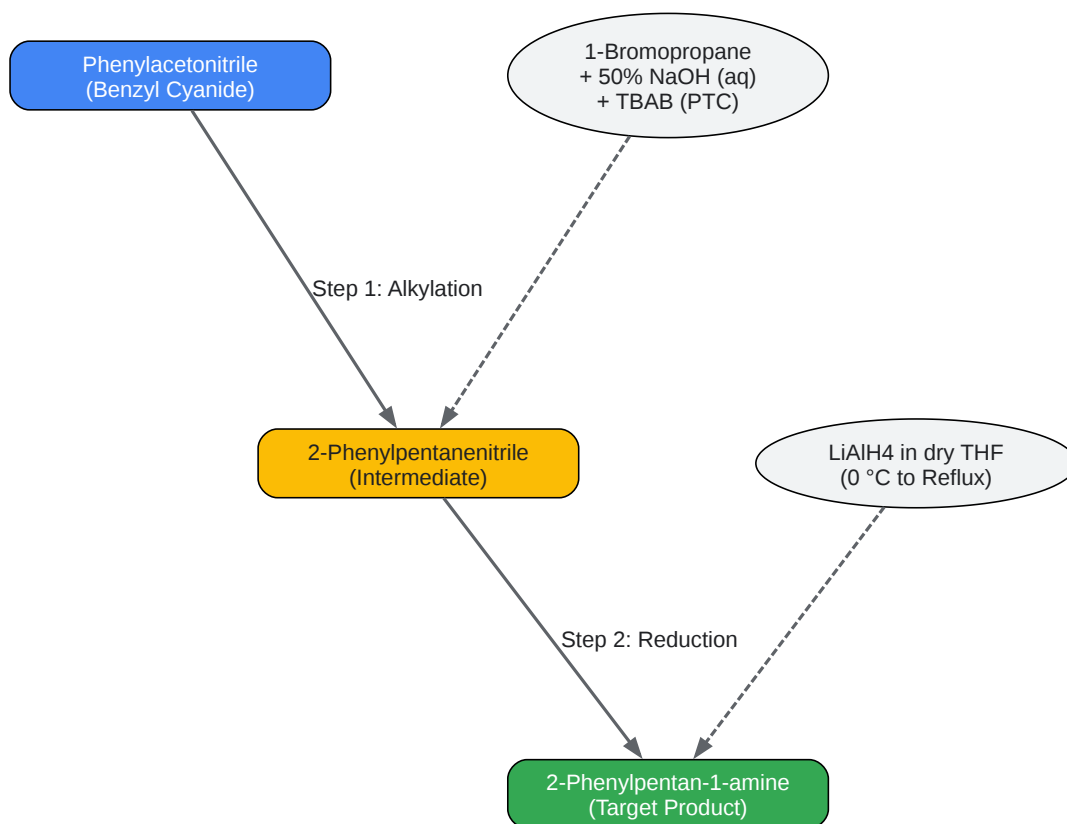 Phenylacetonitrile
(Benzyl Cyanide)
1-Bromopropane
+ 50% NaOH (aq)
+ TBAB (PTC)
Step 1: Alkylation
2-Phenylpentanenitrile
(Intermediate)
LiAlH4 in dry THF
(0 °C to Reflux)
Step 2: Reduction
2-Phenylpentan-1-amine
(Target Product)